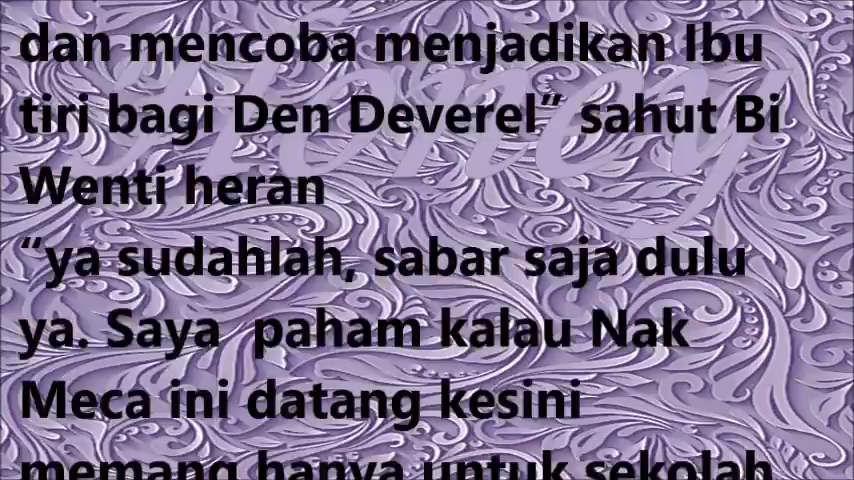 dan mencoba menjadikan Ibu
tiri bagi Den Deverel” sahut Bi
Wenti heran
“ya sudahlah, sabar saja dulu
ya. Saya  paham kalau Nak
Meca ini datang kesini
memang hanya untuk sekolah